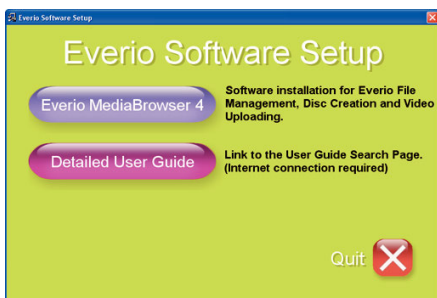 Everio Software Setup
Everio Software Setup
Everio MediaBrowser 4
Software installation for Everio File
Management, Disc Creation and Video
Uploading.
Detailed User Guide
Link to the User Guide Search Page.
(Internet connection required)
Quit